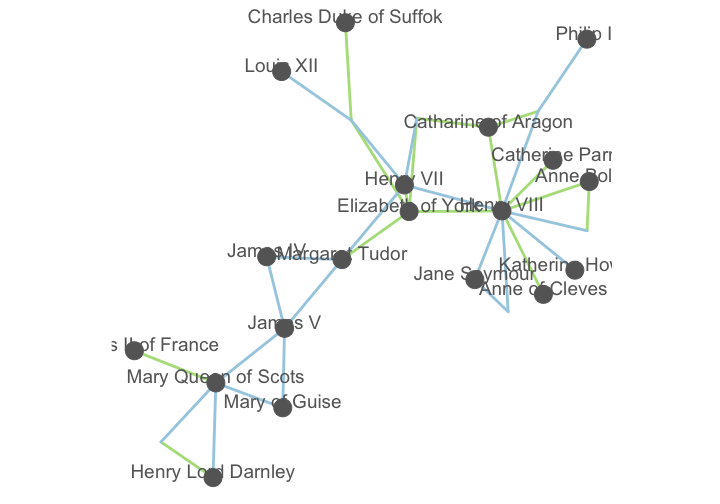 Charles Duke of Suffok
Philip I
Louis XII
Catharine of Aragon
Catherine Parr
Anne Bol
Henry VII
Elizabeth of York
Henry VIII
James IV
Margaret Tudor
Katherine How
Jane Seymour
Anne of Cleves
James V
s II of France
Mary Queen of Scots
Mary of Guise
Henry Lord Darnley